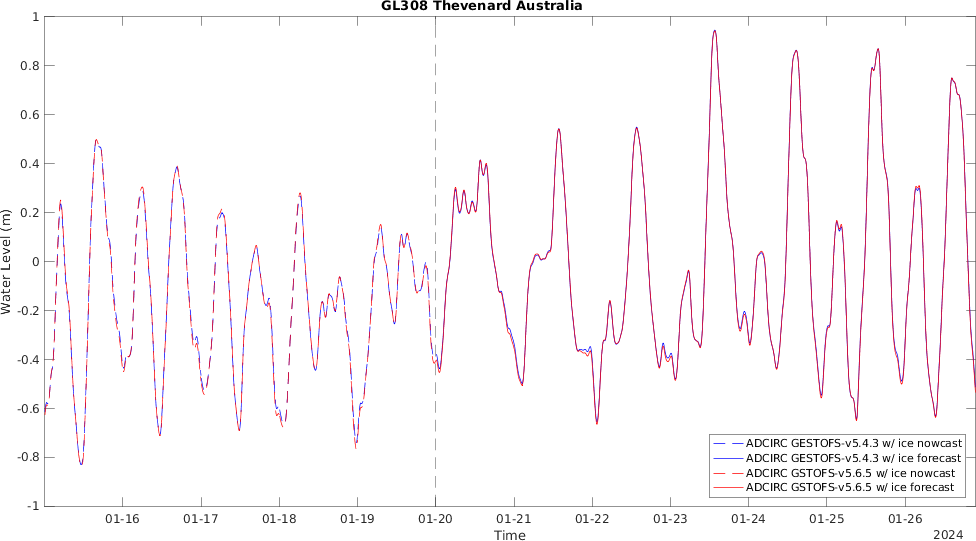 GL308 Thevenard Australia
Water Level (m)
1
0.8
0.6
0.4
0.2
0
-0.2
-0.4
-0.6
-0.8
-1
ADCIRC GESTOFS-v5.4.3 w/ ice nowcast
ADCIRC GESTOFS-v5.4.3 w/ ice forecast
ADCIRC GSTOFS-v5.6.5 w/ ice nowcast
ADCIRC GSTOFS-v5.6.5 w/ ice forecast
01-16 01-17 01-18 01-19 01-20 01-21 01-22 01-23 01-24 01-25 01-26
Time
2024